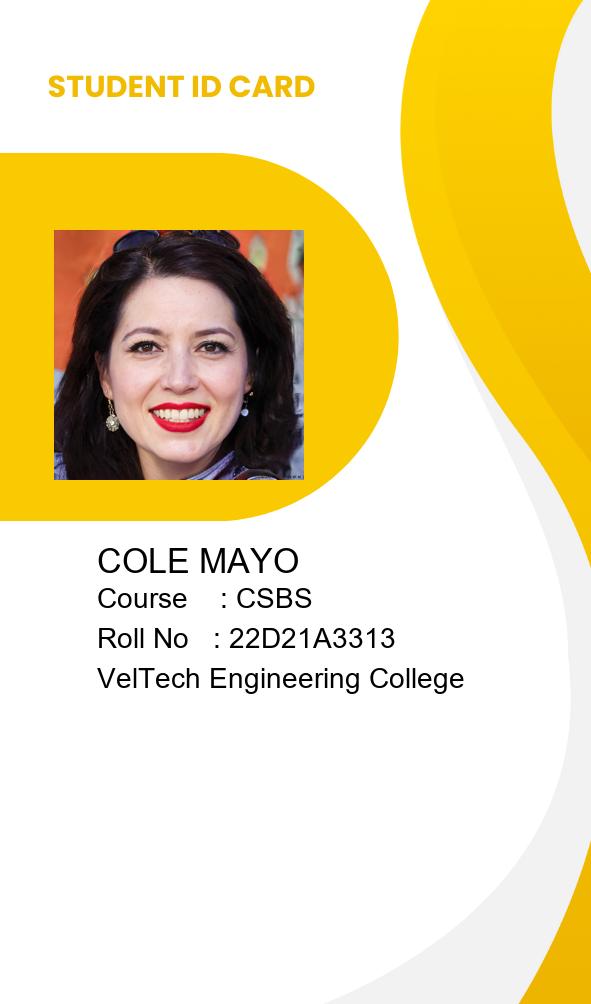 STUDENT ID CARD
COLE MAYO
Course : CSBS
Roll No : 22D21A3313
VelTech Engineering College